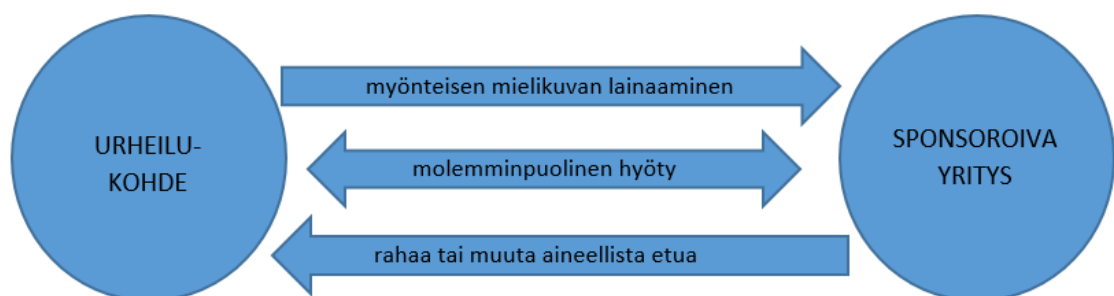 URHEILU-
KOHDE
myönteisen mielikuvan lainaaminen
molemminpuolinen hyöty
rahaa tai muuta aineellista etua
SPONSOROIVA
YRITYS